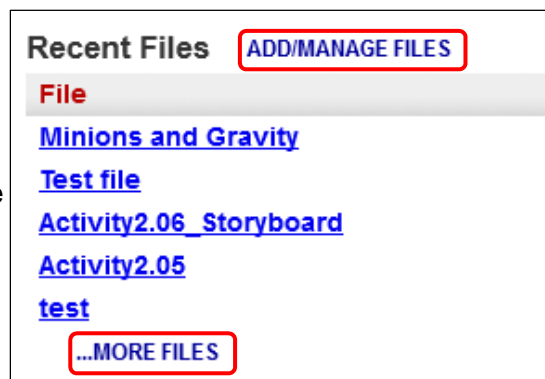 Recent Files ADD/MANAGE FILES
File
Minions and Gravity
Test file
e
Activity2.06_Storyboard
Activity2.05
test
...MORE FILES